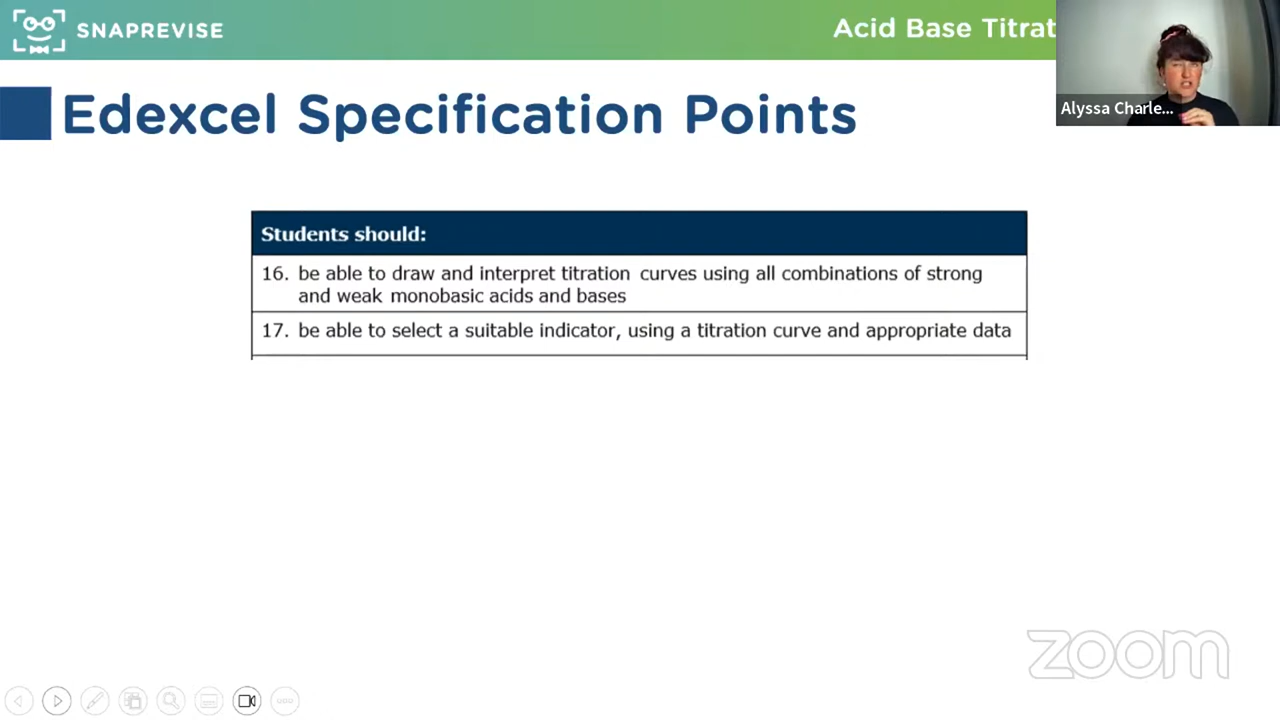 SNAPREVISE
Acid Base Titrat
Alyssa Charle...
Edexcel Specification Points
Students should:
16. be able to draw and interpret titration curves using all combinations of strong
and weak monobasic acids and bases
17. be able to select a suitable indicator, using a titration curve and appropriate data
zoom